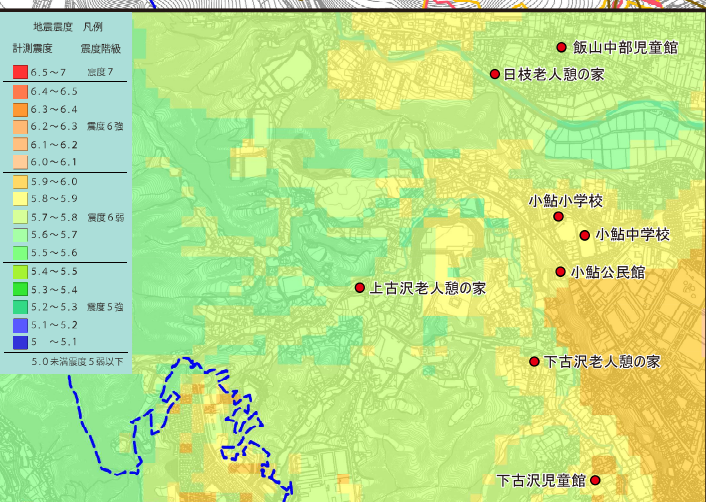 地震震度 凡例
計測震度 震度階級
6.5～7 震度7
6.4～6.5
6.3～6.4
6.2～6.3 震度6強
6.1～6.2
6.0～6.1
5.9～6.0
5.8～5.9
5.7～5.8 震度6弱
5.6～5.7
5.5～5.6
5.4～5.5
5.3～5.4
5.2～5.3 震度5強
5.1～5.2
5 ～5.1
5.0未満震度5弱以下
飯山中部児童館
日枝老人憩の家
小鮎小学校
小鮎中学校
小鮎公民館
上古沢老人憩の家
下古沢老人憩の家
下古沢児童館